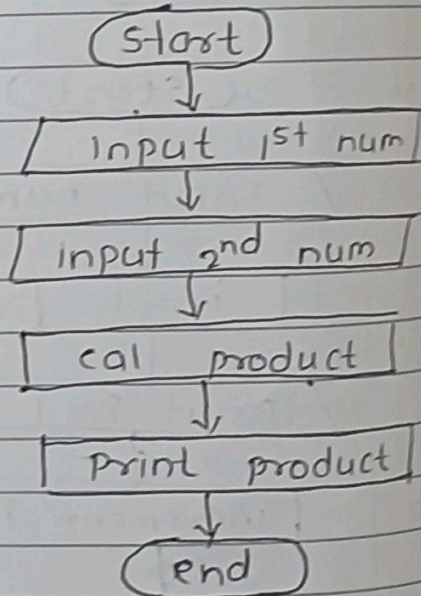 start
input 1st num
input 2nd num
cal product
print product
end